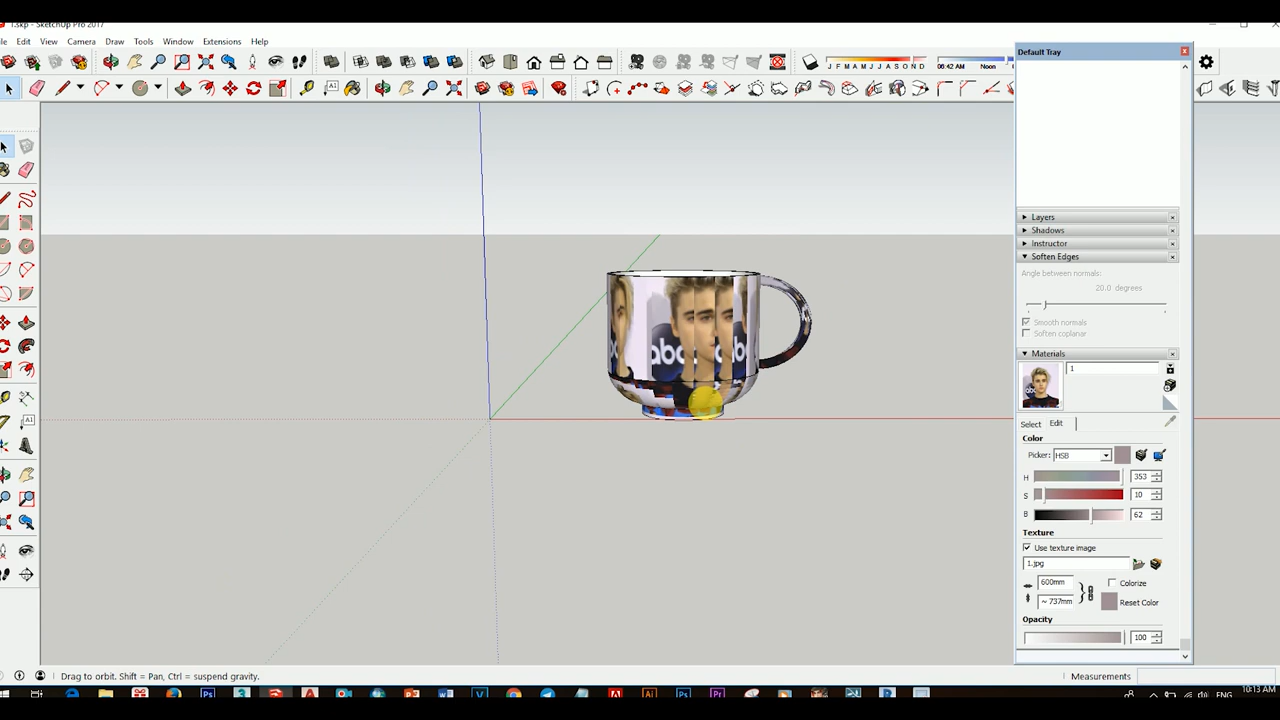 1.skp - SketchUp Pro 2017
Edit View Camera Draw Tools Window Extensions Help
J F M A M J J A S O N D 06:42 AM Noon
Default Tray
Layers
Shadows
Instructor
Soften Edges
Angle between normals:
20.0 degrees
Smooth normals
Soften coplanar
Materials
1
Select Edit
Color
Picker: HSB
H 353
S 10
B 62
Texture
Use texture image
1.jpg
600mm Colorize
~ 737mm Reset Color
Opacity
100
abc
abc
Drag to orbit. Shift = Pan, Ctrl = suspend gravity.
Measurements
ENG 10:13 AM